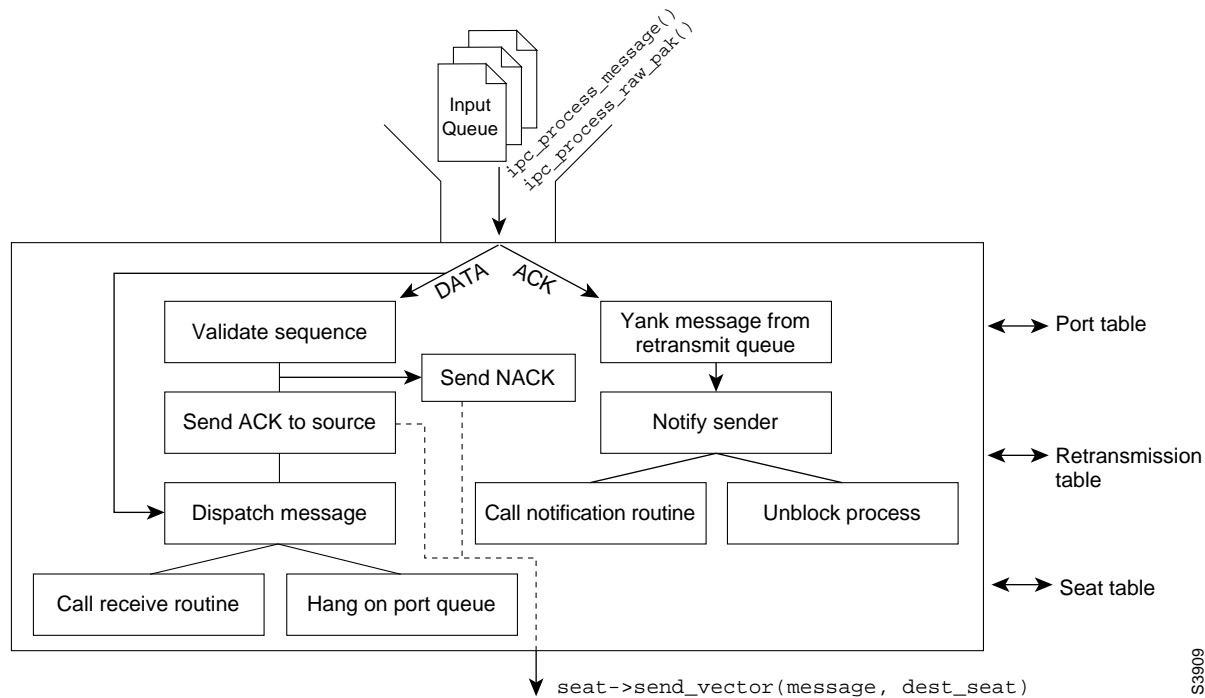 Input
Queue
ipc_process_message()
ipc_process_raw_pak()
DATA
ACK
Validate sequence
Yank message from
retransmit queue
Port table
Send NACK
Send ACK to source
Notify sender
Retransmission
table
Dispatch message
Call notification routine
Unblock process
Call receive routine
Hang on port queue
Seat table
seat->send_vector(message, dest_seat)
S3909